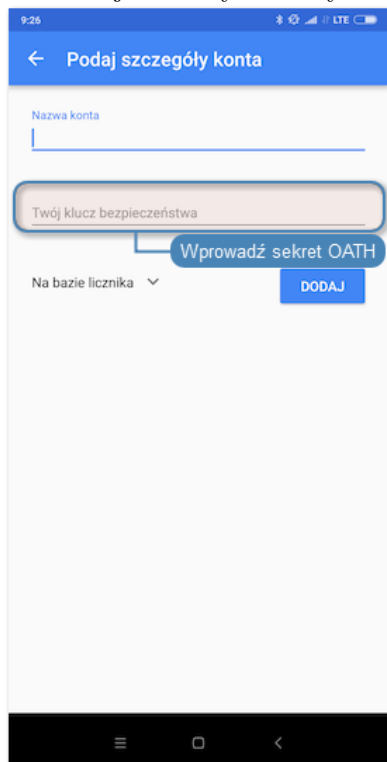 9:26 LTE
Podaj szczegóły konta
Nazwa konta
Twój klucz bezpieczeństwa
Wprowadź sekret OATH
Na bazie licznika
DODAJ